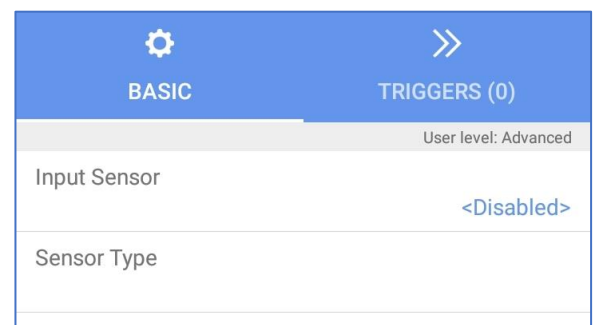 BASIC
TRIGGERS (0)
User level: Advanced
Input Sensor
<Disabled>
Sensor Type